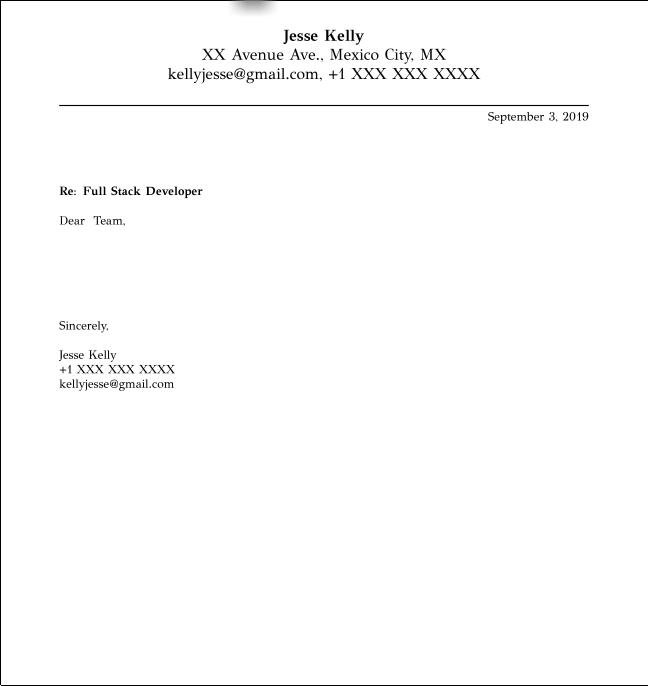 Jesse Kelly
XX Avenue Ave., Mexico City, MX
kellyjesse@gmail.com, +1 XXX XXX XXXX
September 3, 2019
Re: Full Stack Developer
Dear Team,
Sincerely,
Jesse Kelly
+1 XXX XXX XXXX
kellyjesse@gmail.com